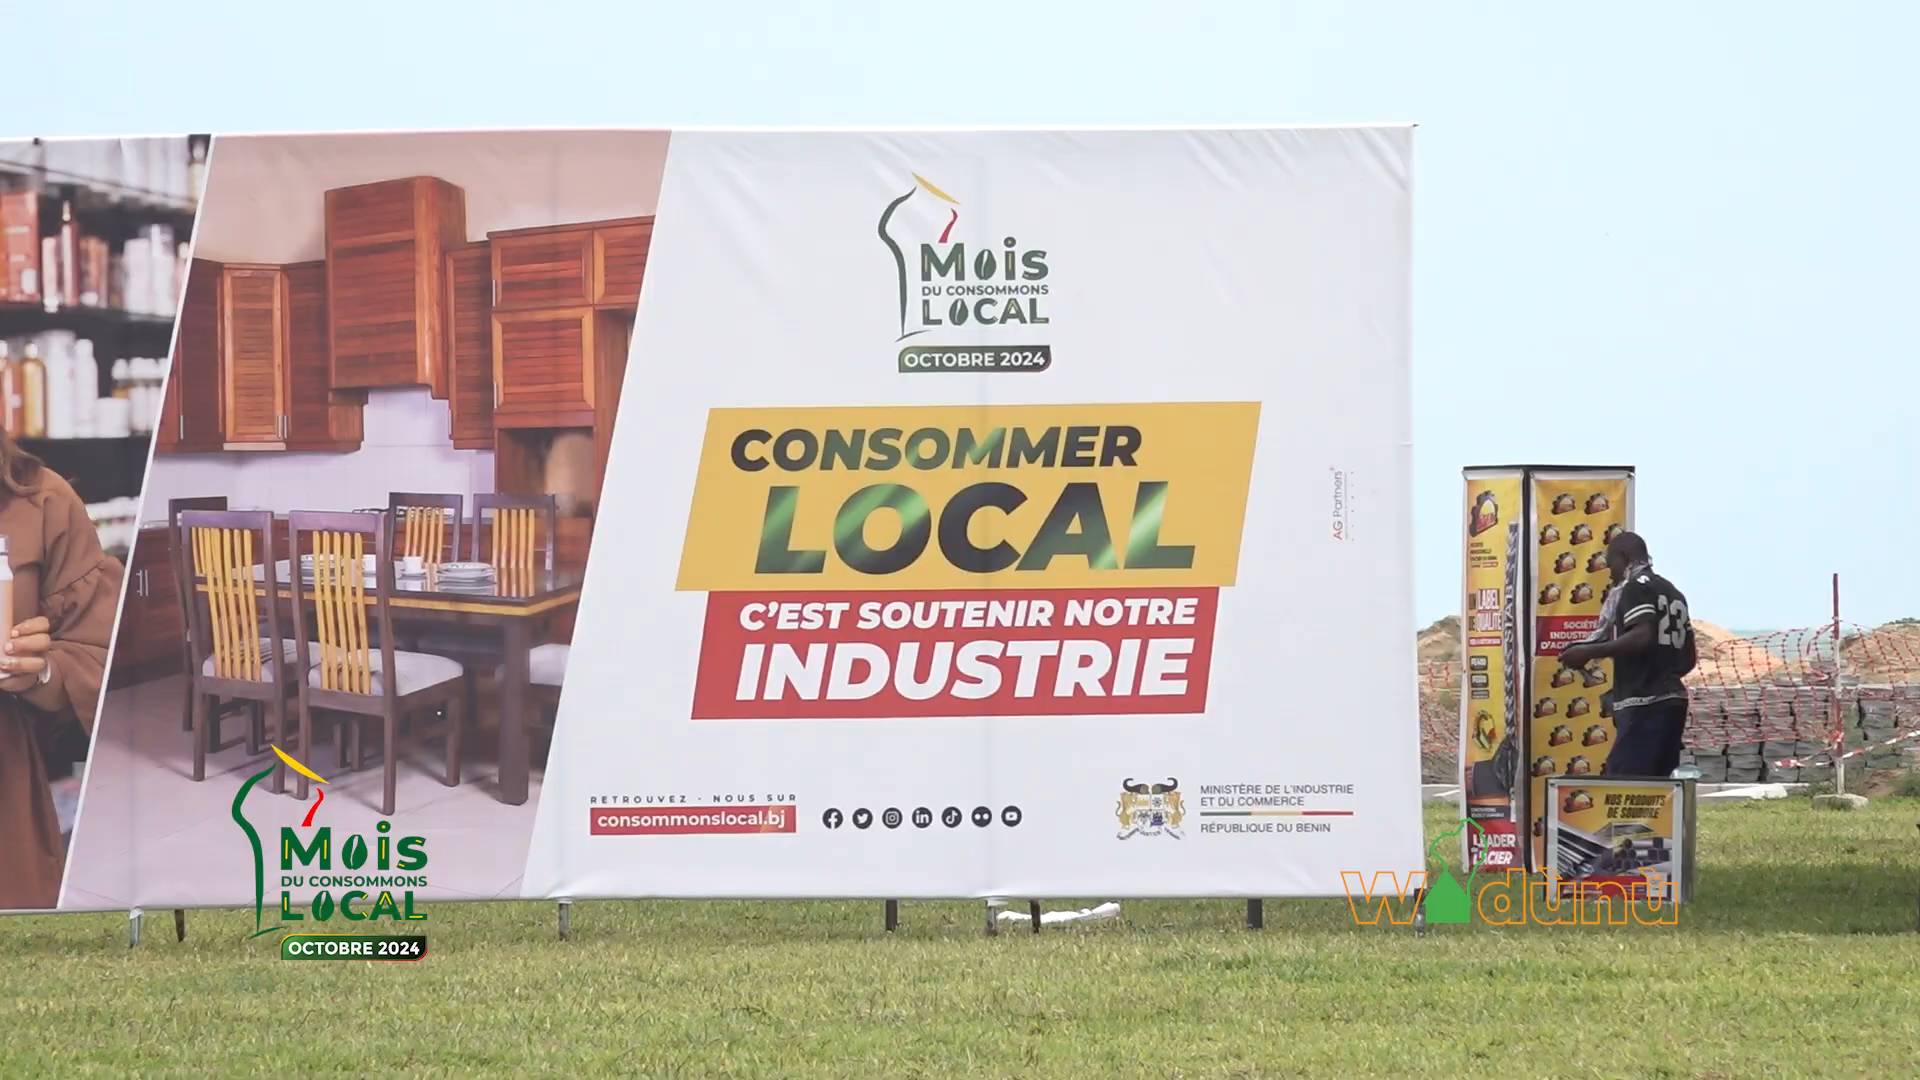 Mois
DU CONSOMMONS
LOCAL
OCTOBRE 2024
CONSOMMER
LOCAL
C'EST SOUTENIR NOTRE
INDUSTRIE
AG Partners
RETROUVEZ - NOUS SUR
consommonslocal.bj
MINISTÈRE DE L'INDUSTRIE
ET DU COMMERCE
RÉPUBLIQUE DU BENIN
LABEL
QUALITÉ
SOCIÉTÉ
23
NOS PRODUITS
DE SOUDURE
LEADER
Mois
DU CONSOMMONS
LOCAL
OCTOBRE 2024
wadùnù